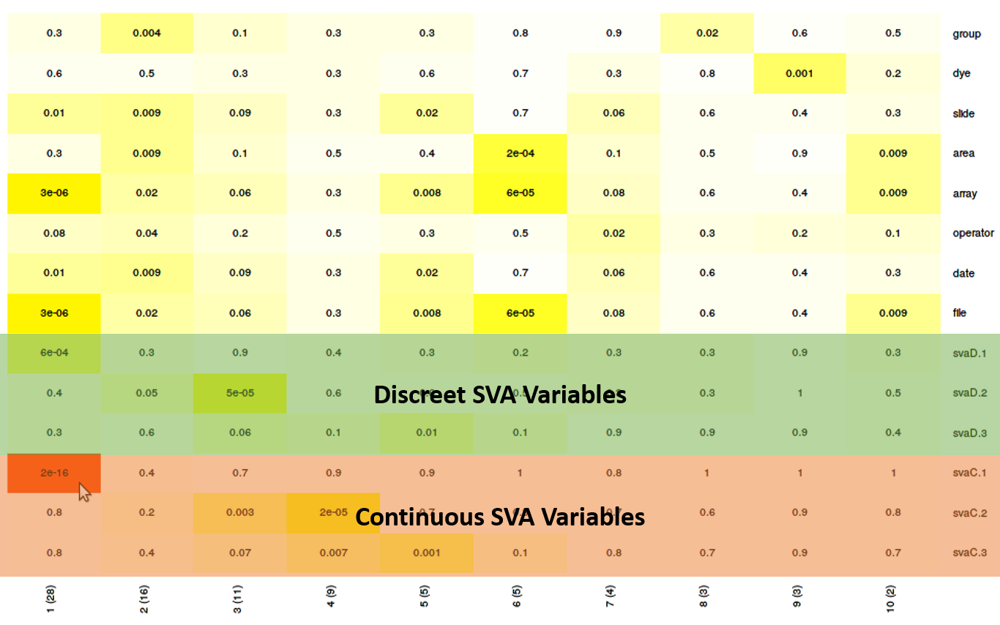 0.3 0.004 0.1 0.3 0.3 0.8 0.9 0.02 0.6 0.5 group
0.6 0.5 0.3 0.3 0.6 0.7 0.3 0.8 0.001 0.2 dye
0.01 0.009 0.09 0.3 0.02 0.7 0.06 0.6 0.4 0.3 slide
0.3 0.009 0.1 0.5 0.4 2e-04 0.1 0.5 0.9 0.009 area
3e-06 0.02 0.06 0.3 0.008 6e-05 0.08 0.6 0.4 0.009 array
0.08 0.04 0.2 0.5 0.3 0.5 0.02 0.3 0.2 0.1 operator
0.01 0.009 0.09 0.3 0.02 0.7 0.06 0.6 0.4 0.3 date
3e-06 0.02 0.06 0.3 0.008 6e-05 0.08 0.6 0.4 0.009 file
6e-04 0.3 0.9 0.4 0.3 0.2 0.3 0.3 0.9 0.3 svaD.1
0.4 0.05 5e-05 0.6 0.3 1 0.5 svaD.2
Discreet SVA Variables
0.3 0.6 0.06 0.1 0.01 0.1 0.9 0.9 0.9 0.4 svaD.3
2e-16 0.4 0.7 0.9 0.9 1 0.8 1 1 1 svaC.1
0.8 0.2 0.003 2e-05 0.6 0.9 0.8 svaC.2
Continuous SVA Variables
0.8 0.4 0.07 0.007 0.001 0.1 0.8 0.7 0.9 0.7 svaC.3
1 (28) 2 (16) 3 (11) 4 (9) 5 (5) 6 (5) 7 (4) 8 (3) 9 (3) 10 (2)